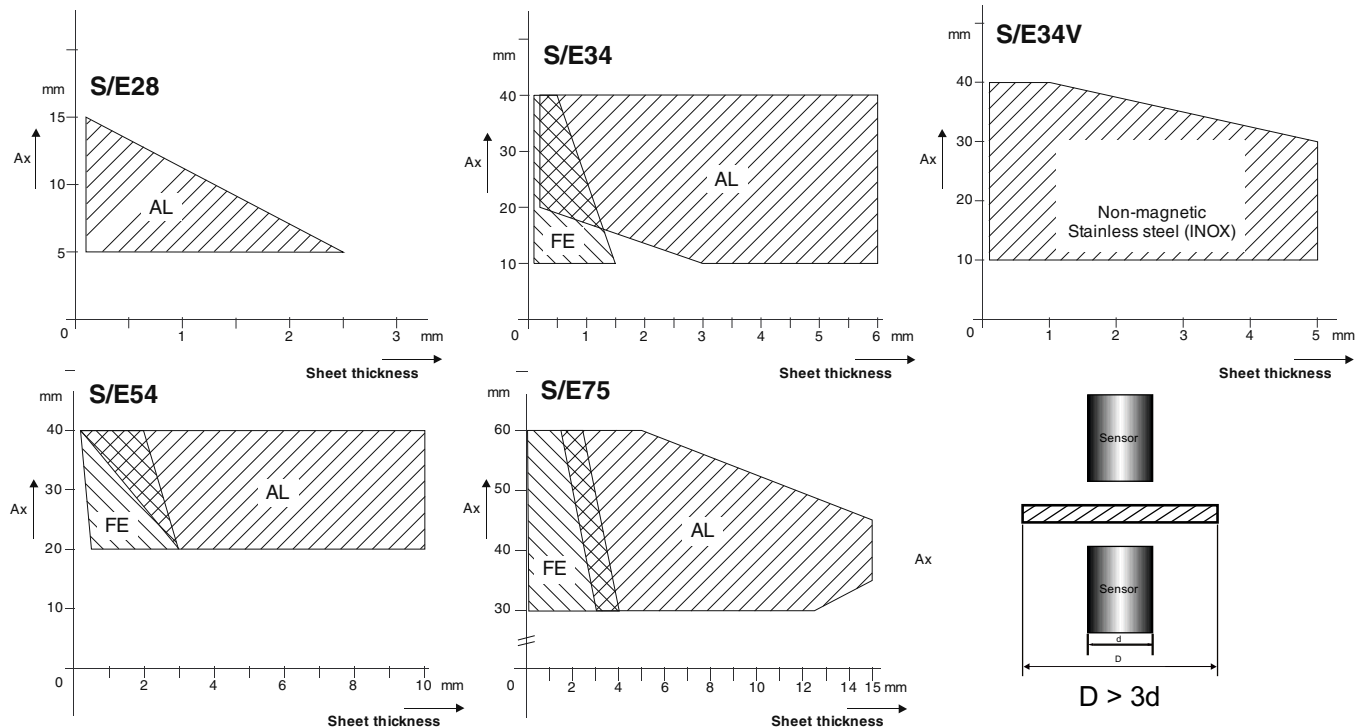 S/E28
mm
15
Ax
10
AL
5
0
1
2
3
mm
Sheet thickness
S/E34
mm
40
30
Ax
AL
20
FE
10
0
1
2
3
4
5
6
mm
Sheet thickness
S/E34V
mm
40
Ax
30
20
Non-magnetic
Stainless steel (INOX)
10
0
1
2
3
4
5
mm
Sheet thickness
S/E54
mm
40
30
AL
Ax
FE
20
10
0
2
4
6
8
10
mm
Sheet thickness
S/E75
mm
60
50
Ax
AL
40
FE
30
0
2
4
6
8
10
12
14
15
mm
Sheet thickness
Sensor
Ax
Sensor
d
D
D > 3d